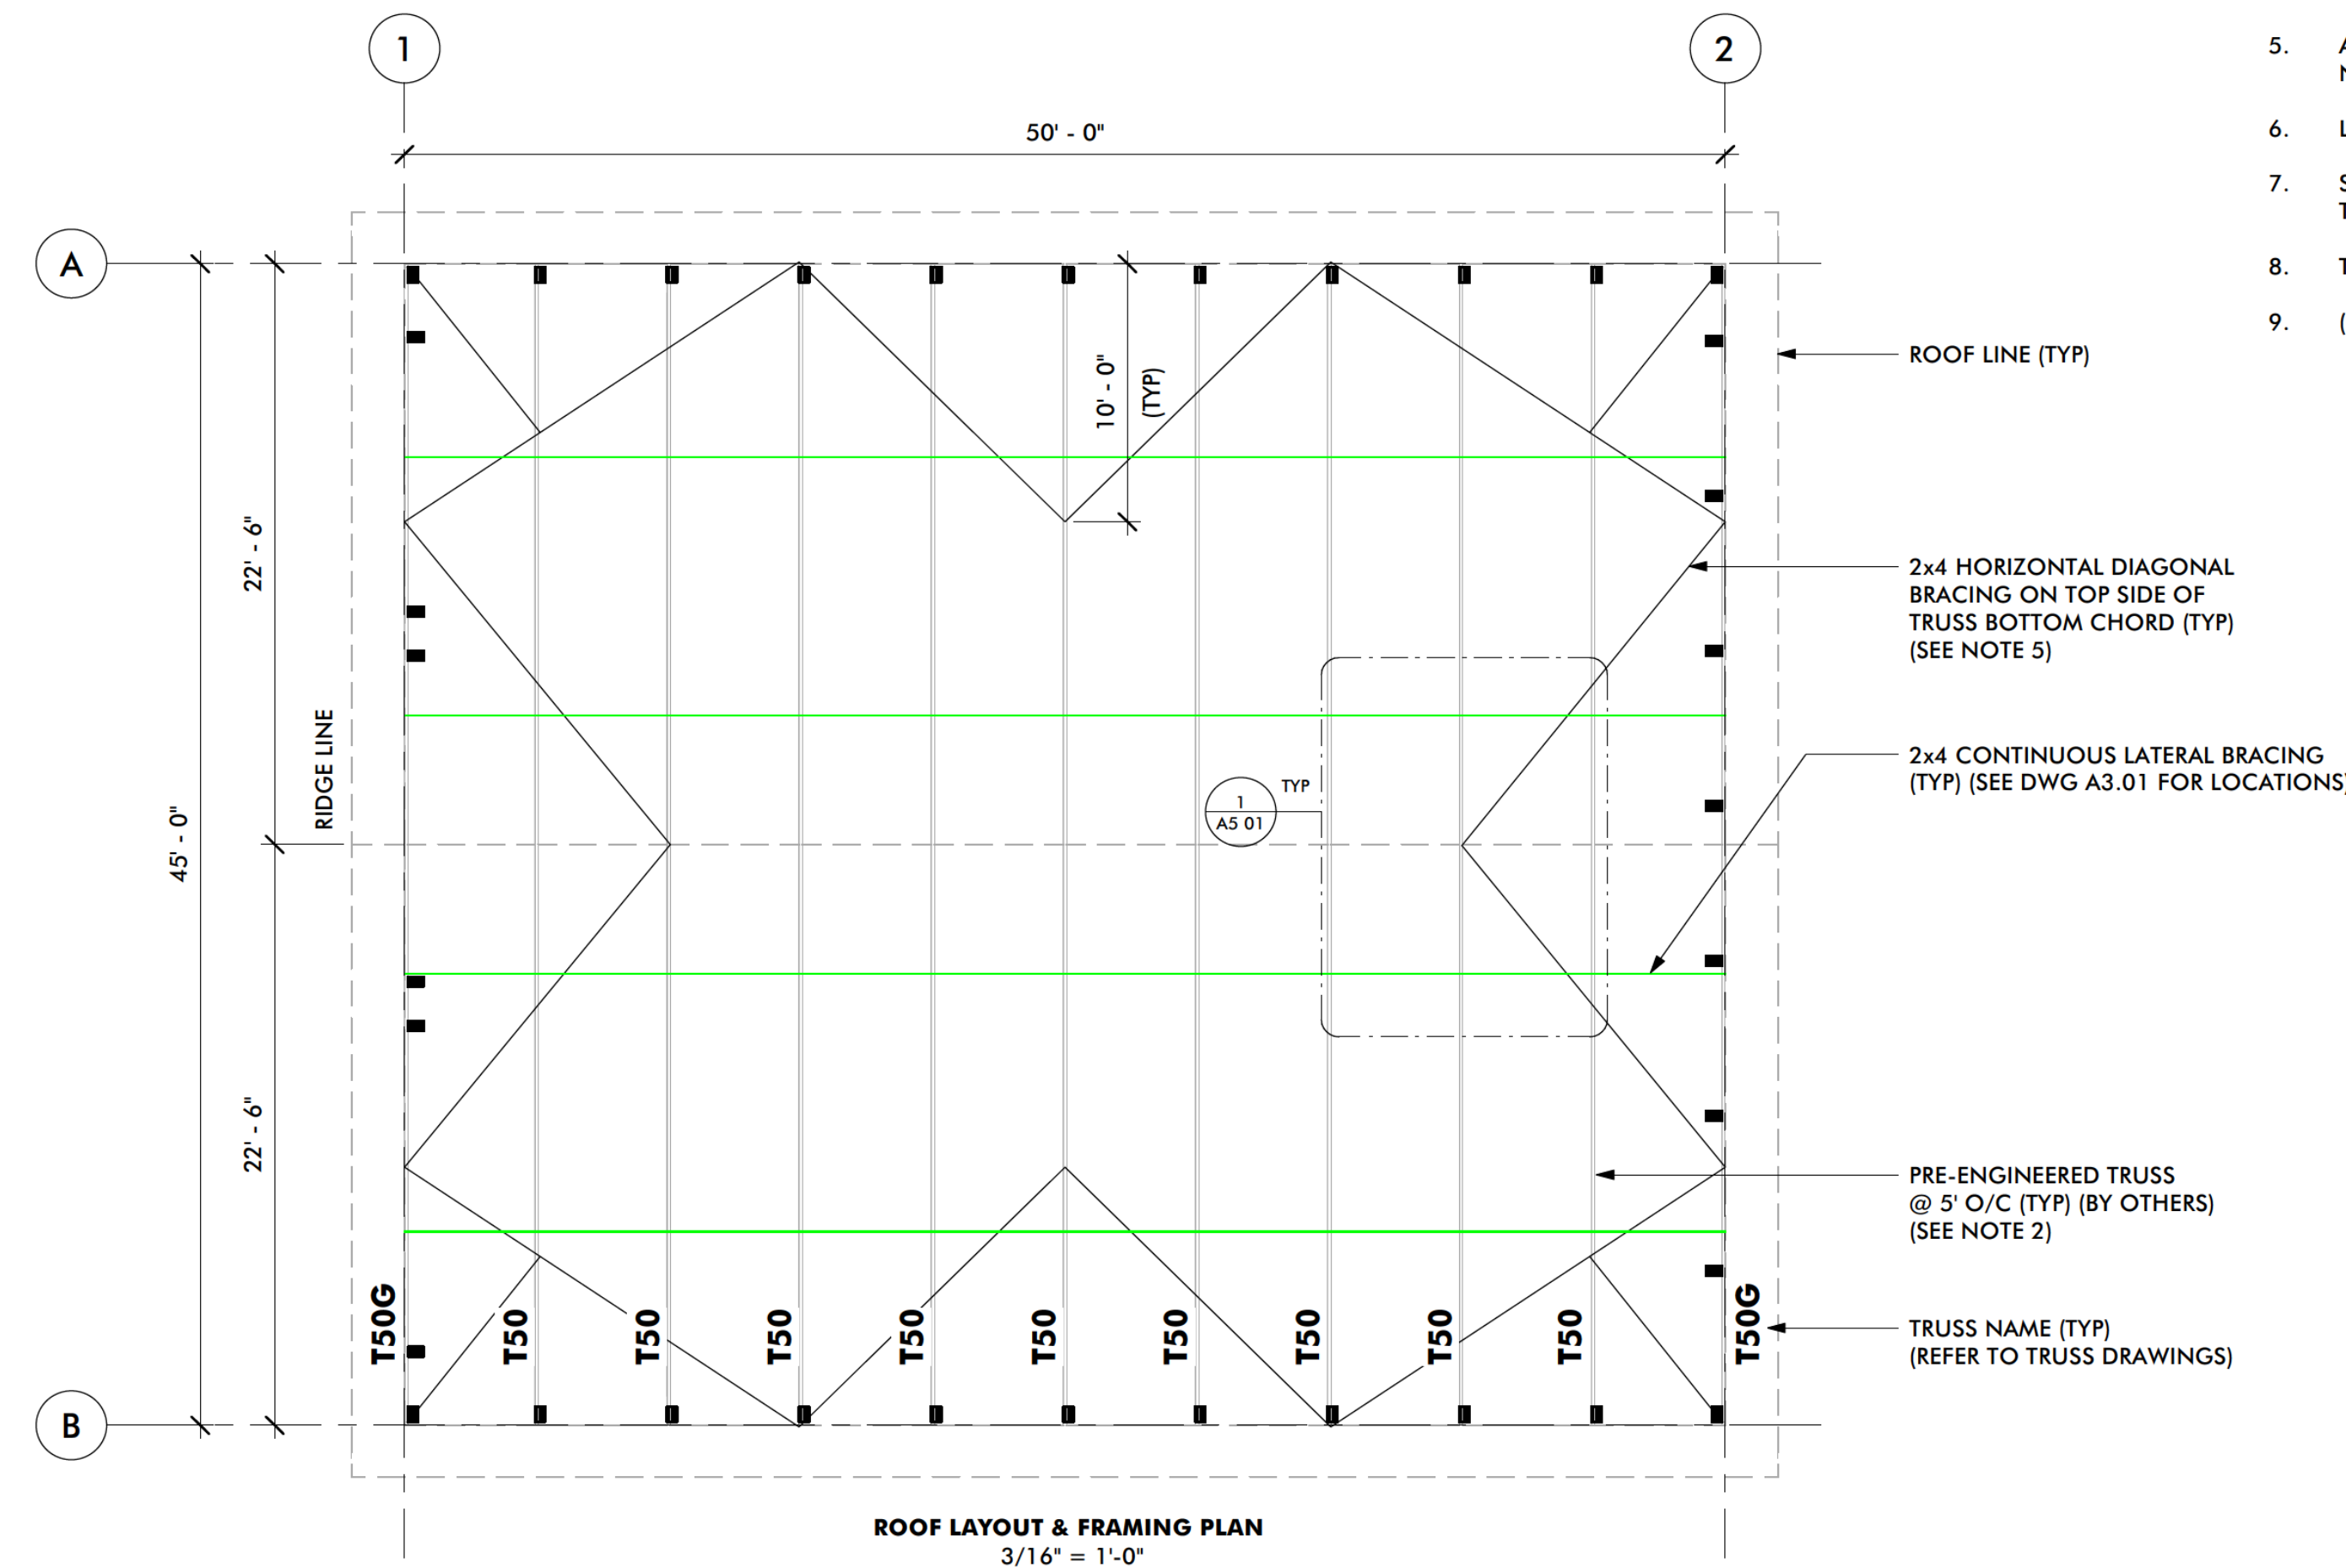 1
2
50' - 0"
A
5.
6.
L
7.
8.
9.
(
10' - 0"
(TYP)
ROOF LINE (TYP)
22' - 6"
2x4 HORIZONTAL DIAGONAL
BRACING ON TOP SIDE OF
TRUSS BOTTOM CHORD (TYP)
(SEE NOTE 5)
RIDGE LINE
45' - 0"
TYP
1
A5 01
2x4 CONTINUOUS LATERAL BRACING
(TYP) (SEE DWG A3.01 FOR LOCATIONS)
22' - 6"
PRE-ENGINEERED TRUSS
@ 5' O/C (TYP) (BY OTHERS)
(SEE NOTE 2)
T50G
T50
T50
T50
T50
T50
T50
T50
T50
T50
T50G
TRUSS NAME (TYP)
(REFER TO TRUSS DRAWINGS)
B
ROOF LAYOUT & FRAMING PLAN
3/16" = 1'-0"